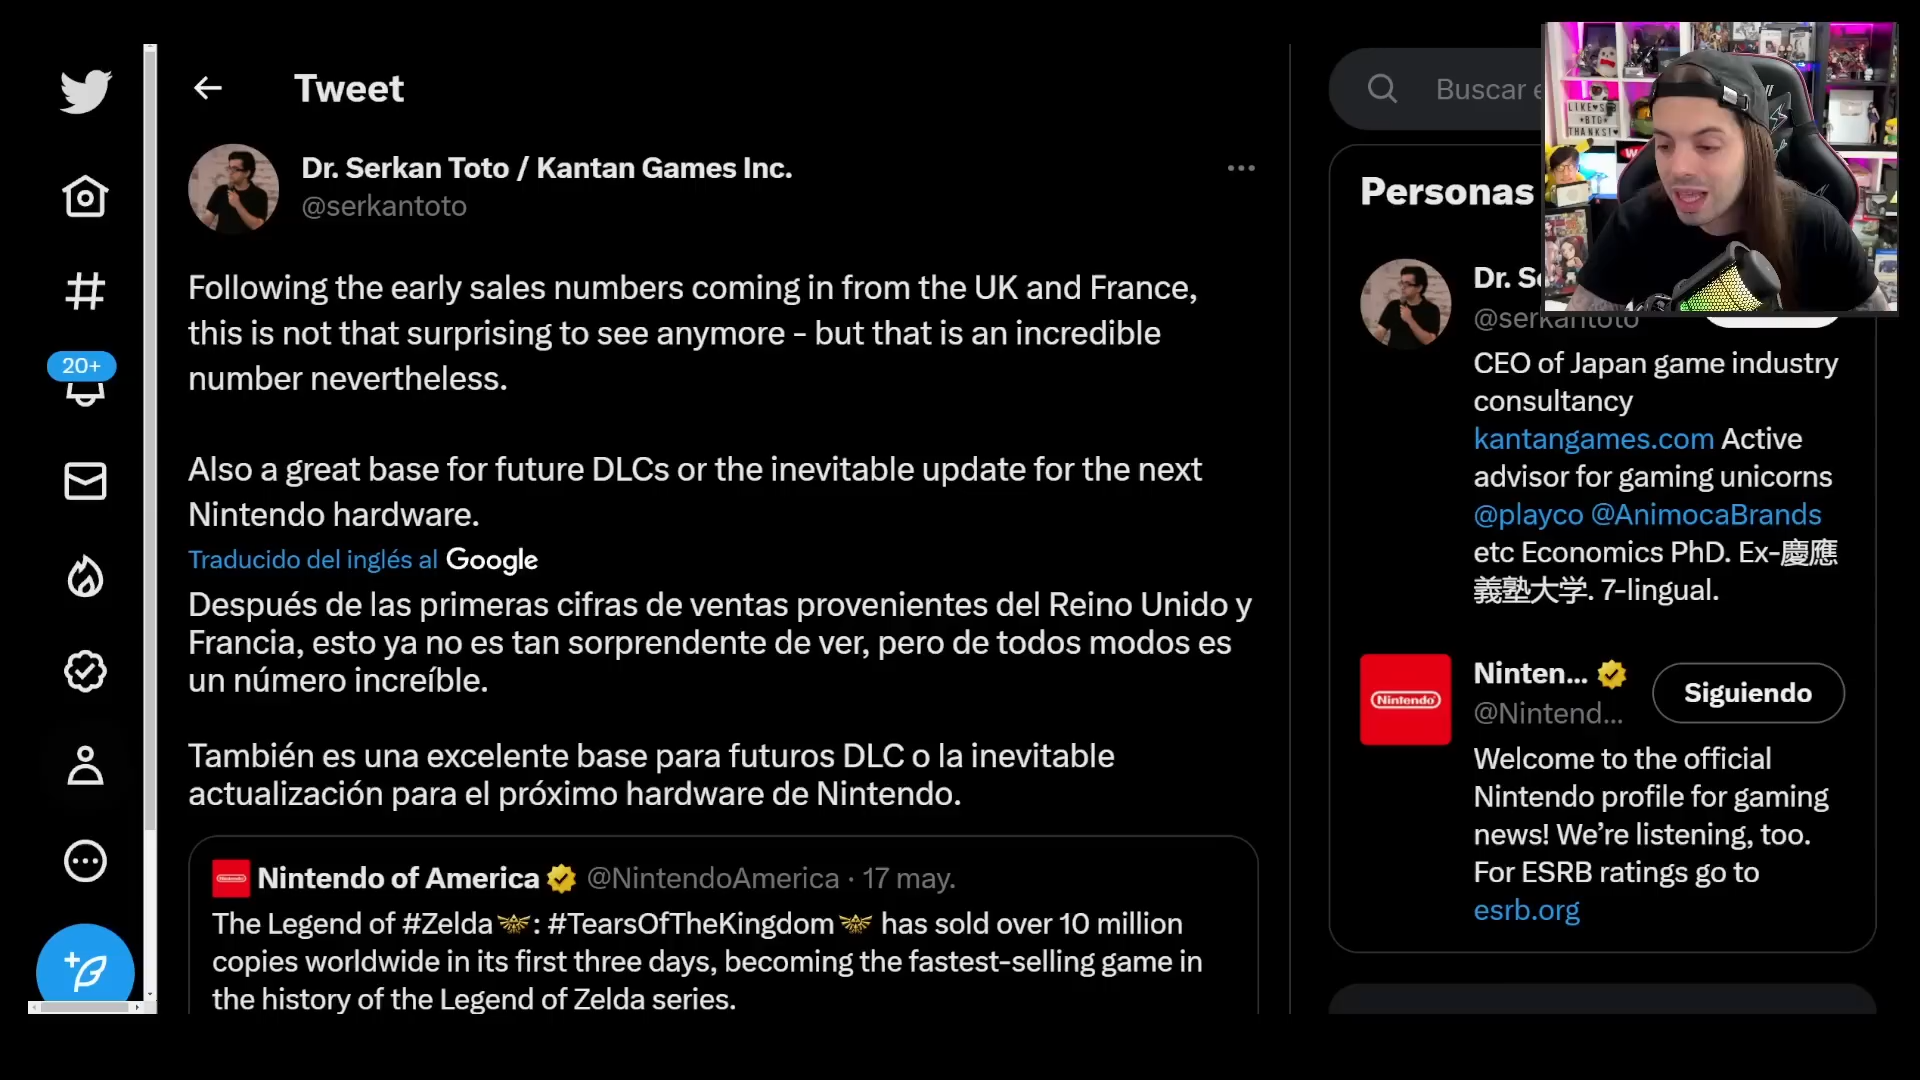 Tweet
Dr. Serkan Toto / Kantan Games Inc.
@serkantoto
Following the early sales numbers coming in from the UK and France,
this is not that surprising to see anymore - but that is an incredible
number nevertheless.
Also a great base for future DLCs or the inevitable update for the next
Nintendo hardware.
Traducido del inglés al Google
Después de las primeras cifras de ventas provenientes del Reino Unido y
Francia, esto ya no es tan sorprendente de ver, pero de todos modos es
un número increíble.
También es una excelente base para futuros DLC o la inevitable
actualización para el próximo hardware de Nintendo.
Nintendo of America @NintendoAmerica · 17 may.
The Legend of #Zelda : #TearsOfTheKingdom has sold over 10 million
copies worldwide in its first three days, becoming the fastest-selling game in
the history of the Legend of Zelda series.
20+
Buscar e
Personas
Dr. Se
@serkantoto
CEO of Japan game industry
consultancy
kantangames.com Active
advisor for gaming unicorns
@playco @AnimocaBrands
etc Economics PhD. Ex-慶應
義塾大学. 7-lingual.
Nintendo
Ninten...
@Nintend...
Siguiendo
Welcome to the official
Nintendo profile for gaming
news! We're listening, too.
For ESRB ratings go to
esrb.org
LIKE♥S
*BTD
THANKS!♥